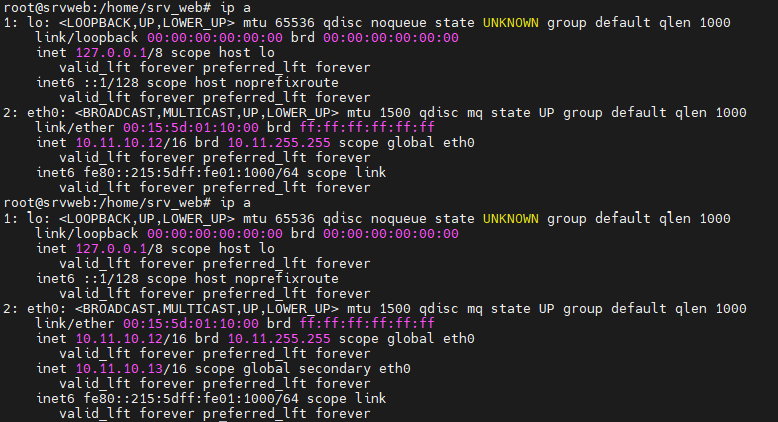 root@srvweb:/home/srv_web# ip a
1: lo: <LOOPBACK,UP,LOWER_UP> mtu 65536 qdisc noqueue state UNKNOWN group default qlen 1000
    link/loopback 00:00:00:00:00:00 brd 00:00:00:00:00:00
    inet 127.0.0.1/8 scope host lo
       valid_lft forever preferred_lft forever
    inet6 ::1/128 scope host noprefixroute
       valid_lft forever preferred_lft forever
2: eth0: <BROADCAST,MULTICAST,UP,LOWER_UP> mtu 1500 qdisc mq state UP group default qlen 1000
    link/ether 00:15:5d:01:10:00 brd ff:ff:ff:ff:ff:ff
    inet 10.11.10.12/16 brd 10.11.255.255 scope global eth0
       valid_lft forever preferred_lft forever
    inet6 fe80::215:5dff:fe01:1000/64 scope link
       valid_lft forever preferred_lft forever
root@srvweb:/home/srv_web# ip a
1: lo: <LOOPBACK,UP,LOWER_UP> mtu 65536 qdisc noqueue state UNKNOWN group default qlen 1000
    link/loopback 00:00:00:00:00:00 brd 00:00:00:00:00:00
    inet 127.0.0.1/8 scope host lo
       valid_lft forever preferred_lft forever
    inet6 ::1/128 scope host noprefixroute
       valid_lft forever preferred_lft forever
2: eth0: <BROADCAST,MULTICAST,UP,LOWER_UP> mtu 1500 qdisc mq state UP group default qlen 1000
    link/ether 00:15:5d:01:10:00 brd ff:ff:ff:ff:ff:ff
    inet 10.11.10.12/16 brd 10.11.255.255 scope global eth0
       valid_lft forever preferred_lft forever
    inet 10.11.10.13/16 scope global secondary eth0
       valid_lft forever preferred_lft forever
    inet6 fe80::215:5dff:fe01:1000/64 scope link
       valid_lft forever preferred_lft forever